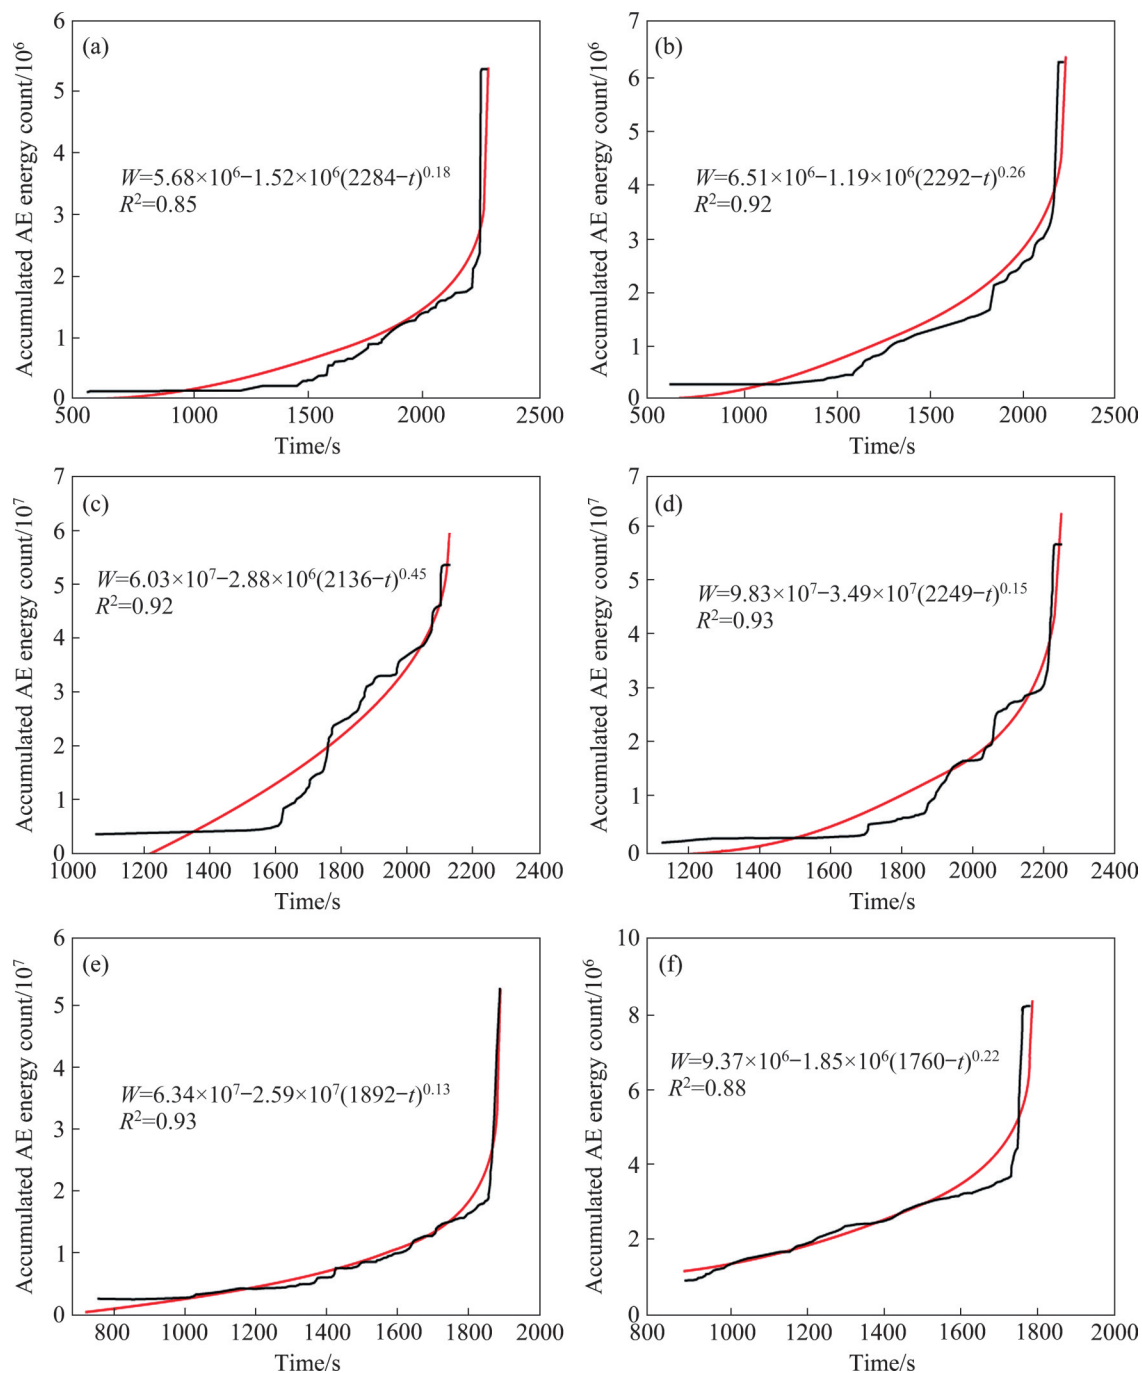 (a)
Accumulated AE energy count/10⁶
6
5
4
3
2
1
0
W=5.68×10⁶−1.52×10⁶(2284−t)⁰·¹⁸
R²=0.85
500 1000 1500 2000 2500
Time/s
(b)
Accumulated AE energy count/10⁶
7
6
5
4
3
2
1
0
W=6.51×10⁶−1.19×10⁶(2292−t)⁰·²⁶
R²=0.92
500 1000 1500 1500 2000 2500
Time/s
(c)
Accumulated AE energy count/10⁷
7
6
5
4
3
2
1
0
W=6.03×10⁷−2.88×10⁶(2136−t)⁰·⁴⁵
R²=0.92
1000 1200 1400 1600 1800 2000 2200 2400
Time/s
(d)
Accumulated AE energy count/10⁷
7
6
5
4
3
2
1
0
W=9.83×10⁷−3.49×10⁷(2249−t)⁰·¹⁵
R²=0.93
1200 1400 1600 1800 2000 2200 2400
Time/s
(e)
Accumulated AE energy count/10⁷
6
5
4
3
2
1
0
W=6.34×10⁷−2.59×10⁷(1892−t)⁰·¹³
R²=0.93
800 1000 1200 1400 1600 1800 2000
Time/s
(f)
Accumulated AE energy count/10⁶
10
8
6
4
2
0
W=9.37×10⁶−1.85×10⁶(1760−t)⁰·²²
R²=0.88
800 1000 1200 1400 1600 1800 2000
Time/s